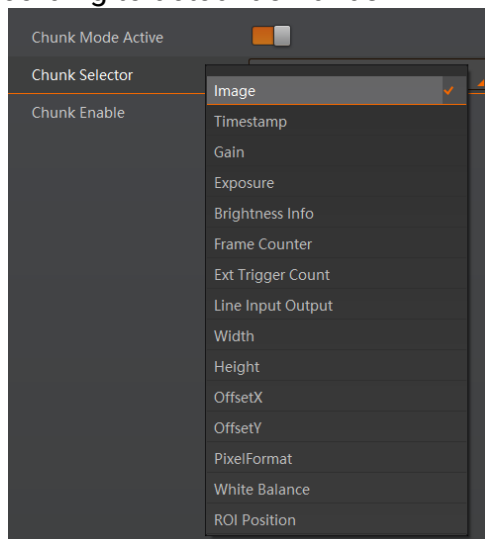 Chunk Mode Active
Chunk Selector
Image
Chunk Enable
Timestamp
Gain
Exposure
Brightness Info
Frame Counter
Ext Trigger Count
Line Input Output
Width
Height
OffsetX
OffsetY
PixelFormat
White Balance
ROI Position